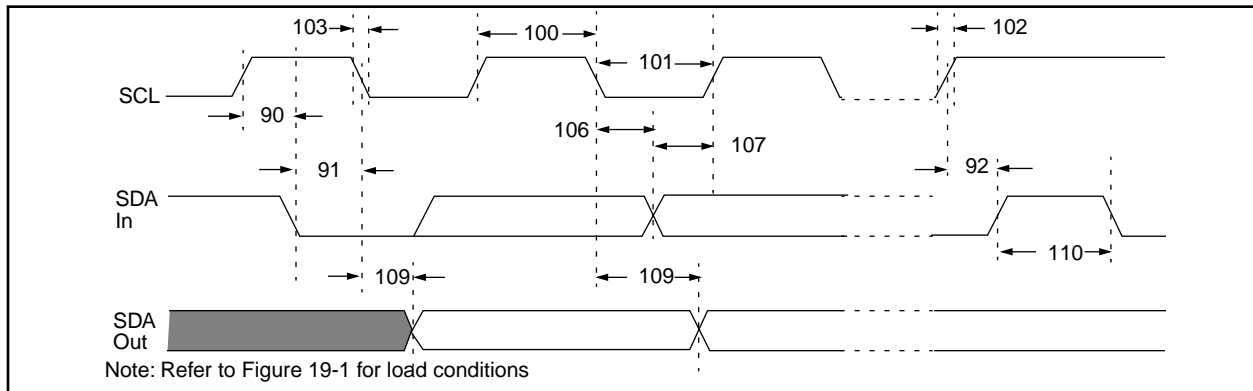 103
100
102
101
SCL
90
106
107
91
92
SDA
In
109
109
110
SDA
Out
Note: Refer to Figure 19-1 for load conditions